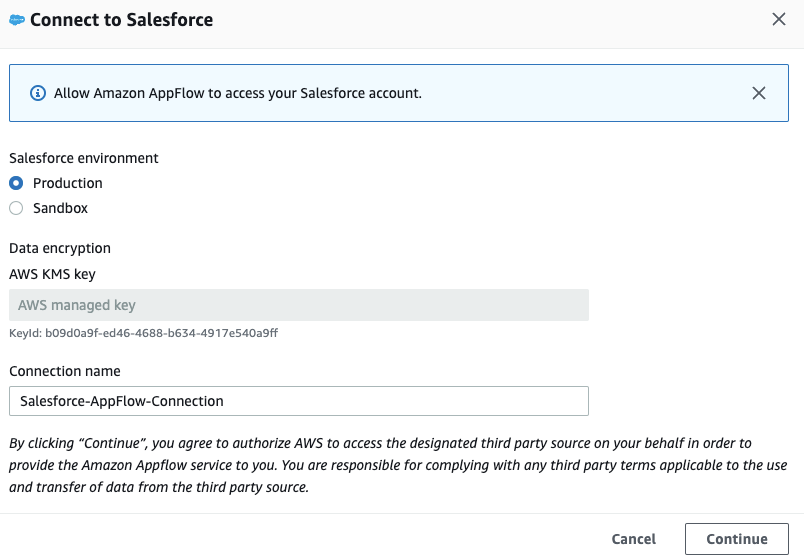 Connect to Salesforce
Allow Amazon AppFlow to access your Salesforce account.
Salesforce environment
Production
Sandbox
Data encryption
AWS KMS key
AWS managed key
KeyId: b09d0a9f-ed46-4688-b634-4917e540a9ff
Connection name
Salesforce-AppFlow-Connection
By clicking “Continue”, you agree to authorize AWS to access the designated third party source on your behalf in order to
provide the Amazon Appflow service to you. You are responsible for complying with any third party terms applicable to the use
and transfer of data from the third party source.
Cancel
Continue